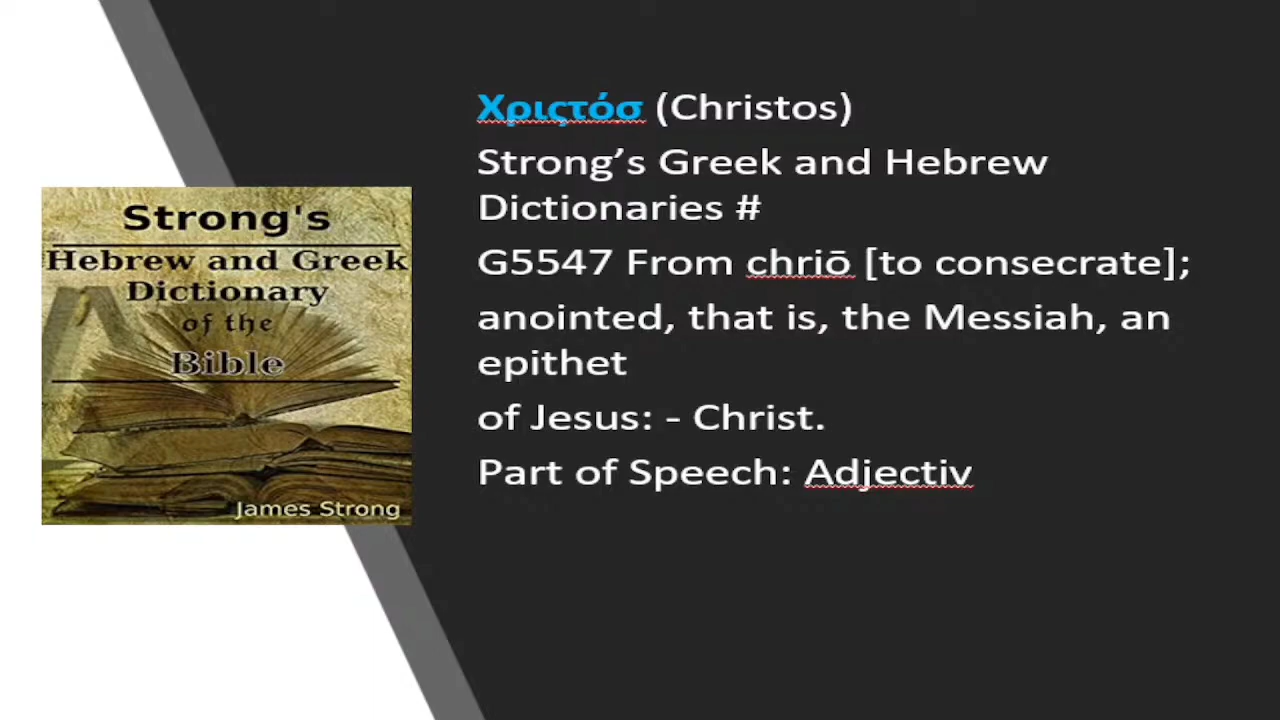 Χριςτόσ (Christos)
Strong’s Greek and Hebrew
Dictionaries #
G5547 From chriō [to consecrate];
anointed, that is, the Messiah, an
epithet
of Jesus: - Christ.
Part of Speech: Adjectiv
Strong's
Hebrew and Greek
Dictionary
of the
Bible
James Strong